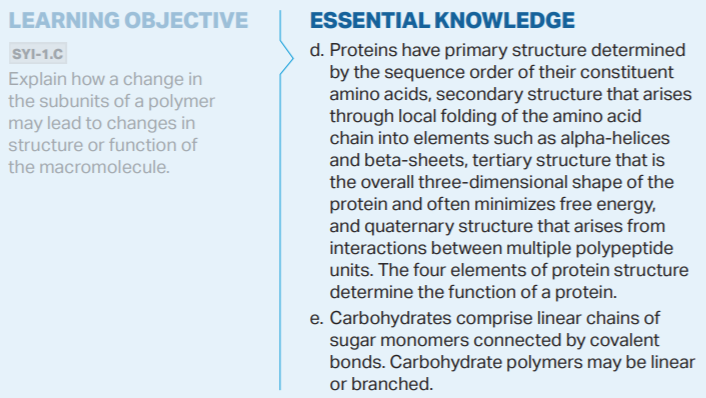 LEARNING OBJECTIVE
SYI-1.C
Explain how a change in
the subunits of a polymer
may lead to changes in
structure or function of
the macromolecule.
ESSENTIAL KNOWLEDGE
d. Proteins have primary structure determined
by the sequence order of their constituent
amino acids, secondary structure that arises
through local folding of the amino acid
chain into elements such as alpha-helices
and beta-sheets, tertiary structure that is
the overall three-dimensional shape of the
protein and often minimizes free energy,
and quaternary structure that arises from
interactions between multiple polypeptide
units. The four elements of protein structure
determine the function of a protein.
e. Carbohydrates comprise linear chains of
sugar monomers connected by covalent
bonds. Carbohydrate polymers may be linear
or branched.